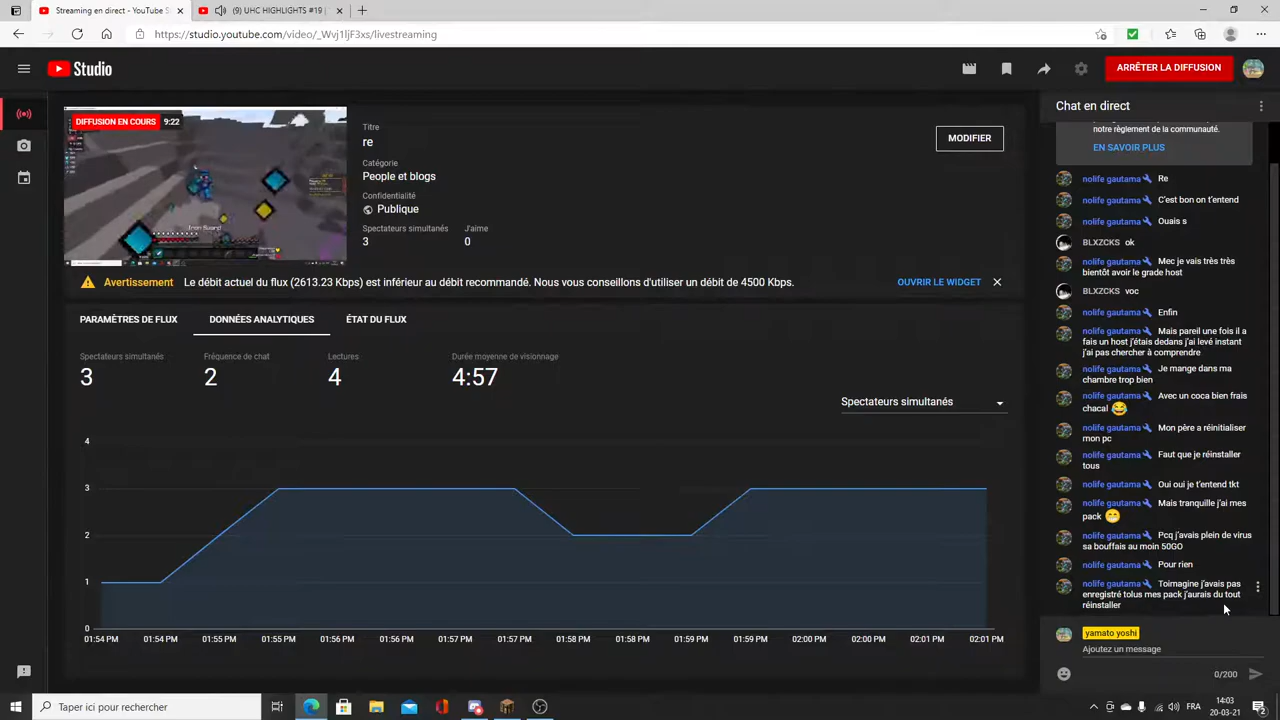 Streaming en direct - YouTube S
(9) UHC HIGHLIGHTS #19 |
https://studio.youtube.com/video/_Wvj1ljF3xs/livestreaming
Studio
ARRÊTER LA DIFFUSION
DIFFUSION EN COURS 9:22
Titre
re
MODIFIER
Catégorie
People et blogs
Confidentialité
Publique
Spectateurs simultanés J'aime
3 0
Avertissement Le débit actuel du flux (2613.23 Kbps) est inférieur au débit recommandé. Nous vous conseillons d'utiliser un débit de 4500 Kbps. OUVRIR LE WIDGET
PARAMÈTRES DE FLUX DONNÉES ANALYTIQUES ÉTAT DU FLUX
Spectateurs simultanés Fréquence de chat Lectures Durée moyenne de visionnage
3 2 4 4:57
Spectateurs simultanés
4
3
2
1
0
01:54 PM 01:54 PM 01:55 PM 01:55 PM 01:56 PM 01:56 PM 01:57 PM 01:57 PM 01:58 PM 01:58 PM 01:59 PM 01:59 PM 02:00 PM 02:00 PM 02:01 PM 02:01 PM
Chat en direct
notre règlement de la communauté.
EN SAVOIR PLUS
nolife gautama Re
nolife gautama C'est bon on t'entend
nolife gautama Ouais s
BLXZCKS ok
nolife gautama Mec je vais très très
bientôt avoir le grade host
BLXZCKS voc
nolife gautama Enfin
nolife gautama Mais pareil une fois il a
fais un host j'étais dedans j'ai levé instant
j'ai pas chercher à comprendre
nolife gautama Je mange dans ma
chambre trop bien
nolife gautama Avec un coca bien frais
chacal 😂
nolife gautama Mon père a réinitialiser
mon pc
nolife gautama Faut que je réinstaller
tous
nolife gautama Oui oui je t'entend tkt
nolife gautama Mais tranquille j'ai mes
pack 😁
nolife gautama Pcq j'avais plein de virus
sa bouffais au moin 50GO
nolife gautama Pour rien
nolife gautama Toimagine j'avais pas
enregistré tolus mes pack j'aurais du tout
réinstaller
yamato yoshi
Ajoutez un message
0/200
Taper ici pour rechercher
FRA
14:03
20-03-21
2